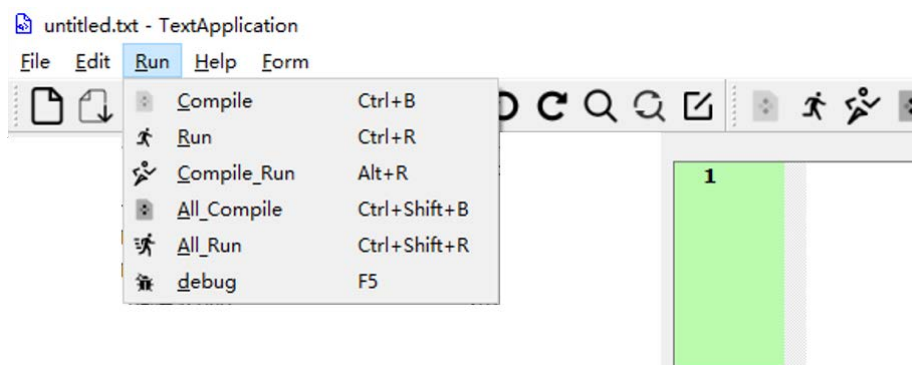 untitled.txt - TextApplication
File Edit Run Help Form
Compile Ctrl+B
Run Ctrl+R
Compile_Run Alt+R
All_Compile Ctrl+Shift+B
All_Run Ctrl+Shift+R
debug F5
1